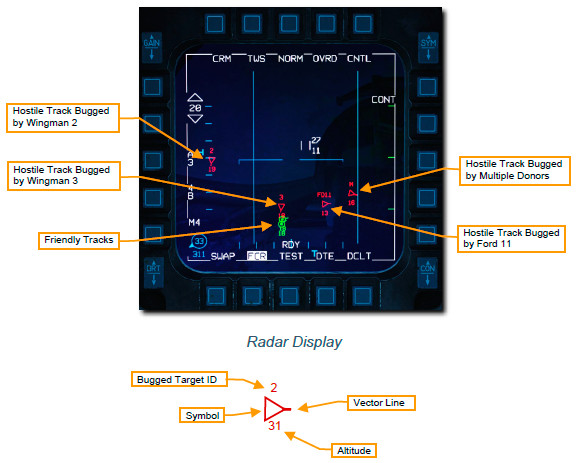 GAIN
SYM
CRM TWS NORM OVRD CNTL
20
CONT
Hostile Track Bugged
by Wingman 2
27
11
A
3
2
19
Hostile Track Bugged
by Wingman 3
Hostile Track Bugged
by Multiple Donors
4
B
3
FD11
13
M
16
M4
Friendly Tracks
Hostile Track Bugged
by Ford 11
33
311
RDY
SWAP FCR TEST DTE DCLT
BRT
CON
Radar Display
Bugged Target ID
2
Symbol
Vector Line
31
Altitude